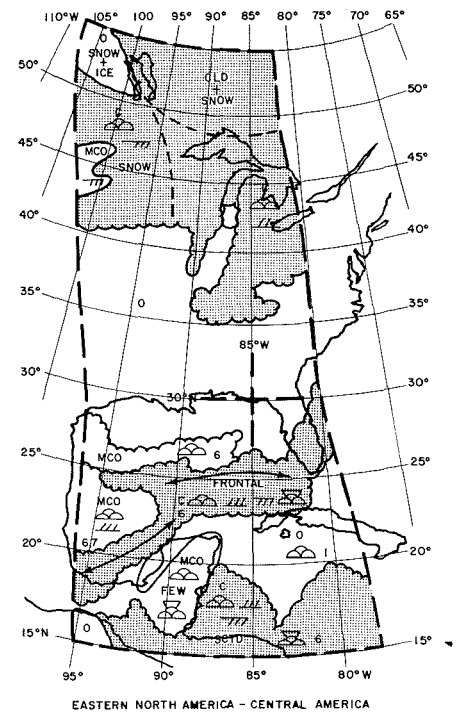 110°W 105° 100° 95° 90° 85° 80° 75° 70° 65°
0
SNOW
+
ICE
CLD
+
SNOW
50° 50°
C
45° 45°
MCO
SNOW
40° 40°
35° 0 35°
85°W
30° 30°N 30°
25° MCO 6 25°
FRONTAL
MCO C
6
6,7
20° 0 20°
MCO 1
FEW C
15°N 0 SCTD 6 15°
95° 90° 85° 80°W
EASTERN NORTH AMERICA - CENTRAL AMERICA